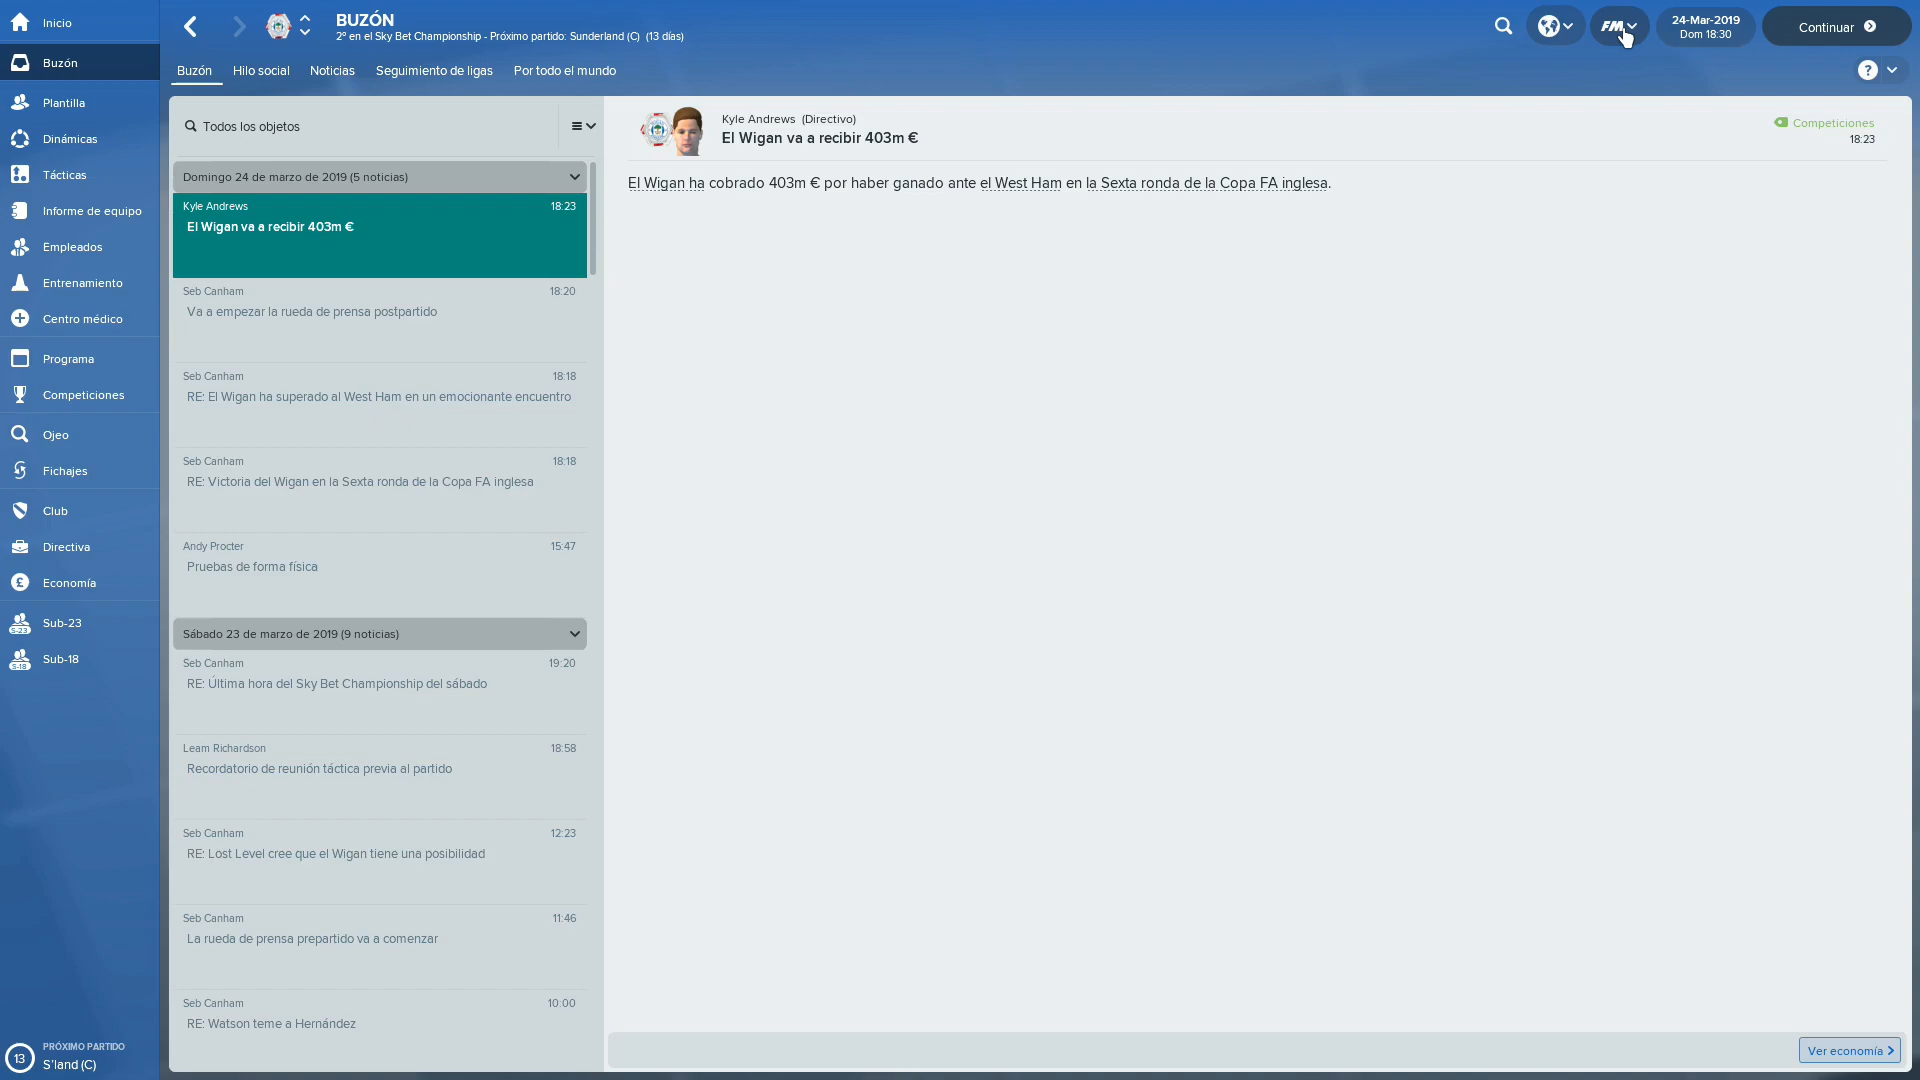 Inicio
Buzón
Plantilla
Dinámicas
Tácticas
Informe de equipo
Empleados
Entrenamiento
Centro médico
Programa
Competiciones
Ojeo
Fichajes
Club
Directiva
£
Economía
S-23
Sub-23
S-18
Sub-18
13
PRÓXIMO PARTIDO
S'land (C)
BUZÓN
2º en el Sky Bet Championship - Próximo partido: Sunderland (C) (13 días)
FM
24-Mar-2019
Dom 18:30
Continuar
Buzón Hilo social Noticias Seguimiento de ligas Por todo el mundo
?
Todos los objetos
Domingo 24 de marzo de 2019 (5 noticias)
Kyle Andrews 18:23
El Wigan va a recibir 403m €
Seb Canham 18:20
Va a empezar la rueda de prensa postpartido
Seb Canham 18:18
RE: El Wigan ha superado al West Ham en un emocionante encuentro
Seb Canham 18:18
RE: Victoria del Wigan en la Sexta ronda de la Copa FA inglesa
Andy Procter 15:47
Pruebas de forma física
Sábado 23 de marzo de 2019 (9 noticias)
Seb Canham 19:20
RE: Última hora del Sky Bet Championship del sábado
Leam Richardson 18:58
Recordatorio de reunión táctica previa al partido
Seb Canham 12:23
RE: Lost Level cree que el Wigan tiene una posibilidad
Seb Canham 11:46
La rueda de prensa prepartido va a comenzar
Seb Canham 10:00
RE: Watson teme a Hernández
Kyle Andrews (Directivo)
El Wigan va a recibir 403m €
Competiciones
18:23
El Wigan ha cobrado 403m € por haber ganado ante el West Ham en la Sexta ronda de la Copa FA inglesa.
Ver economía